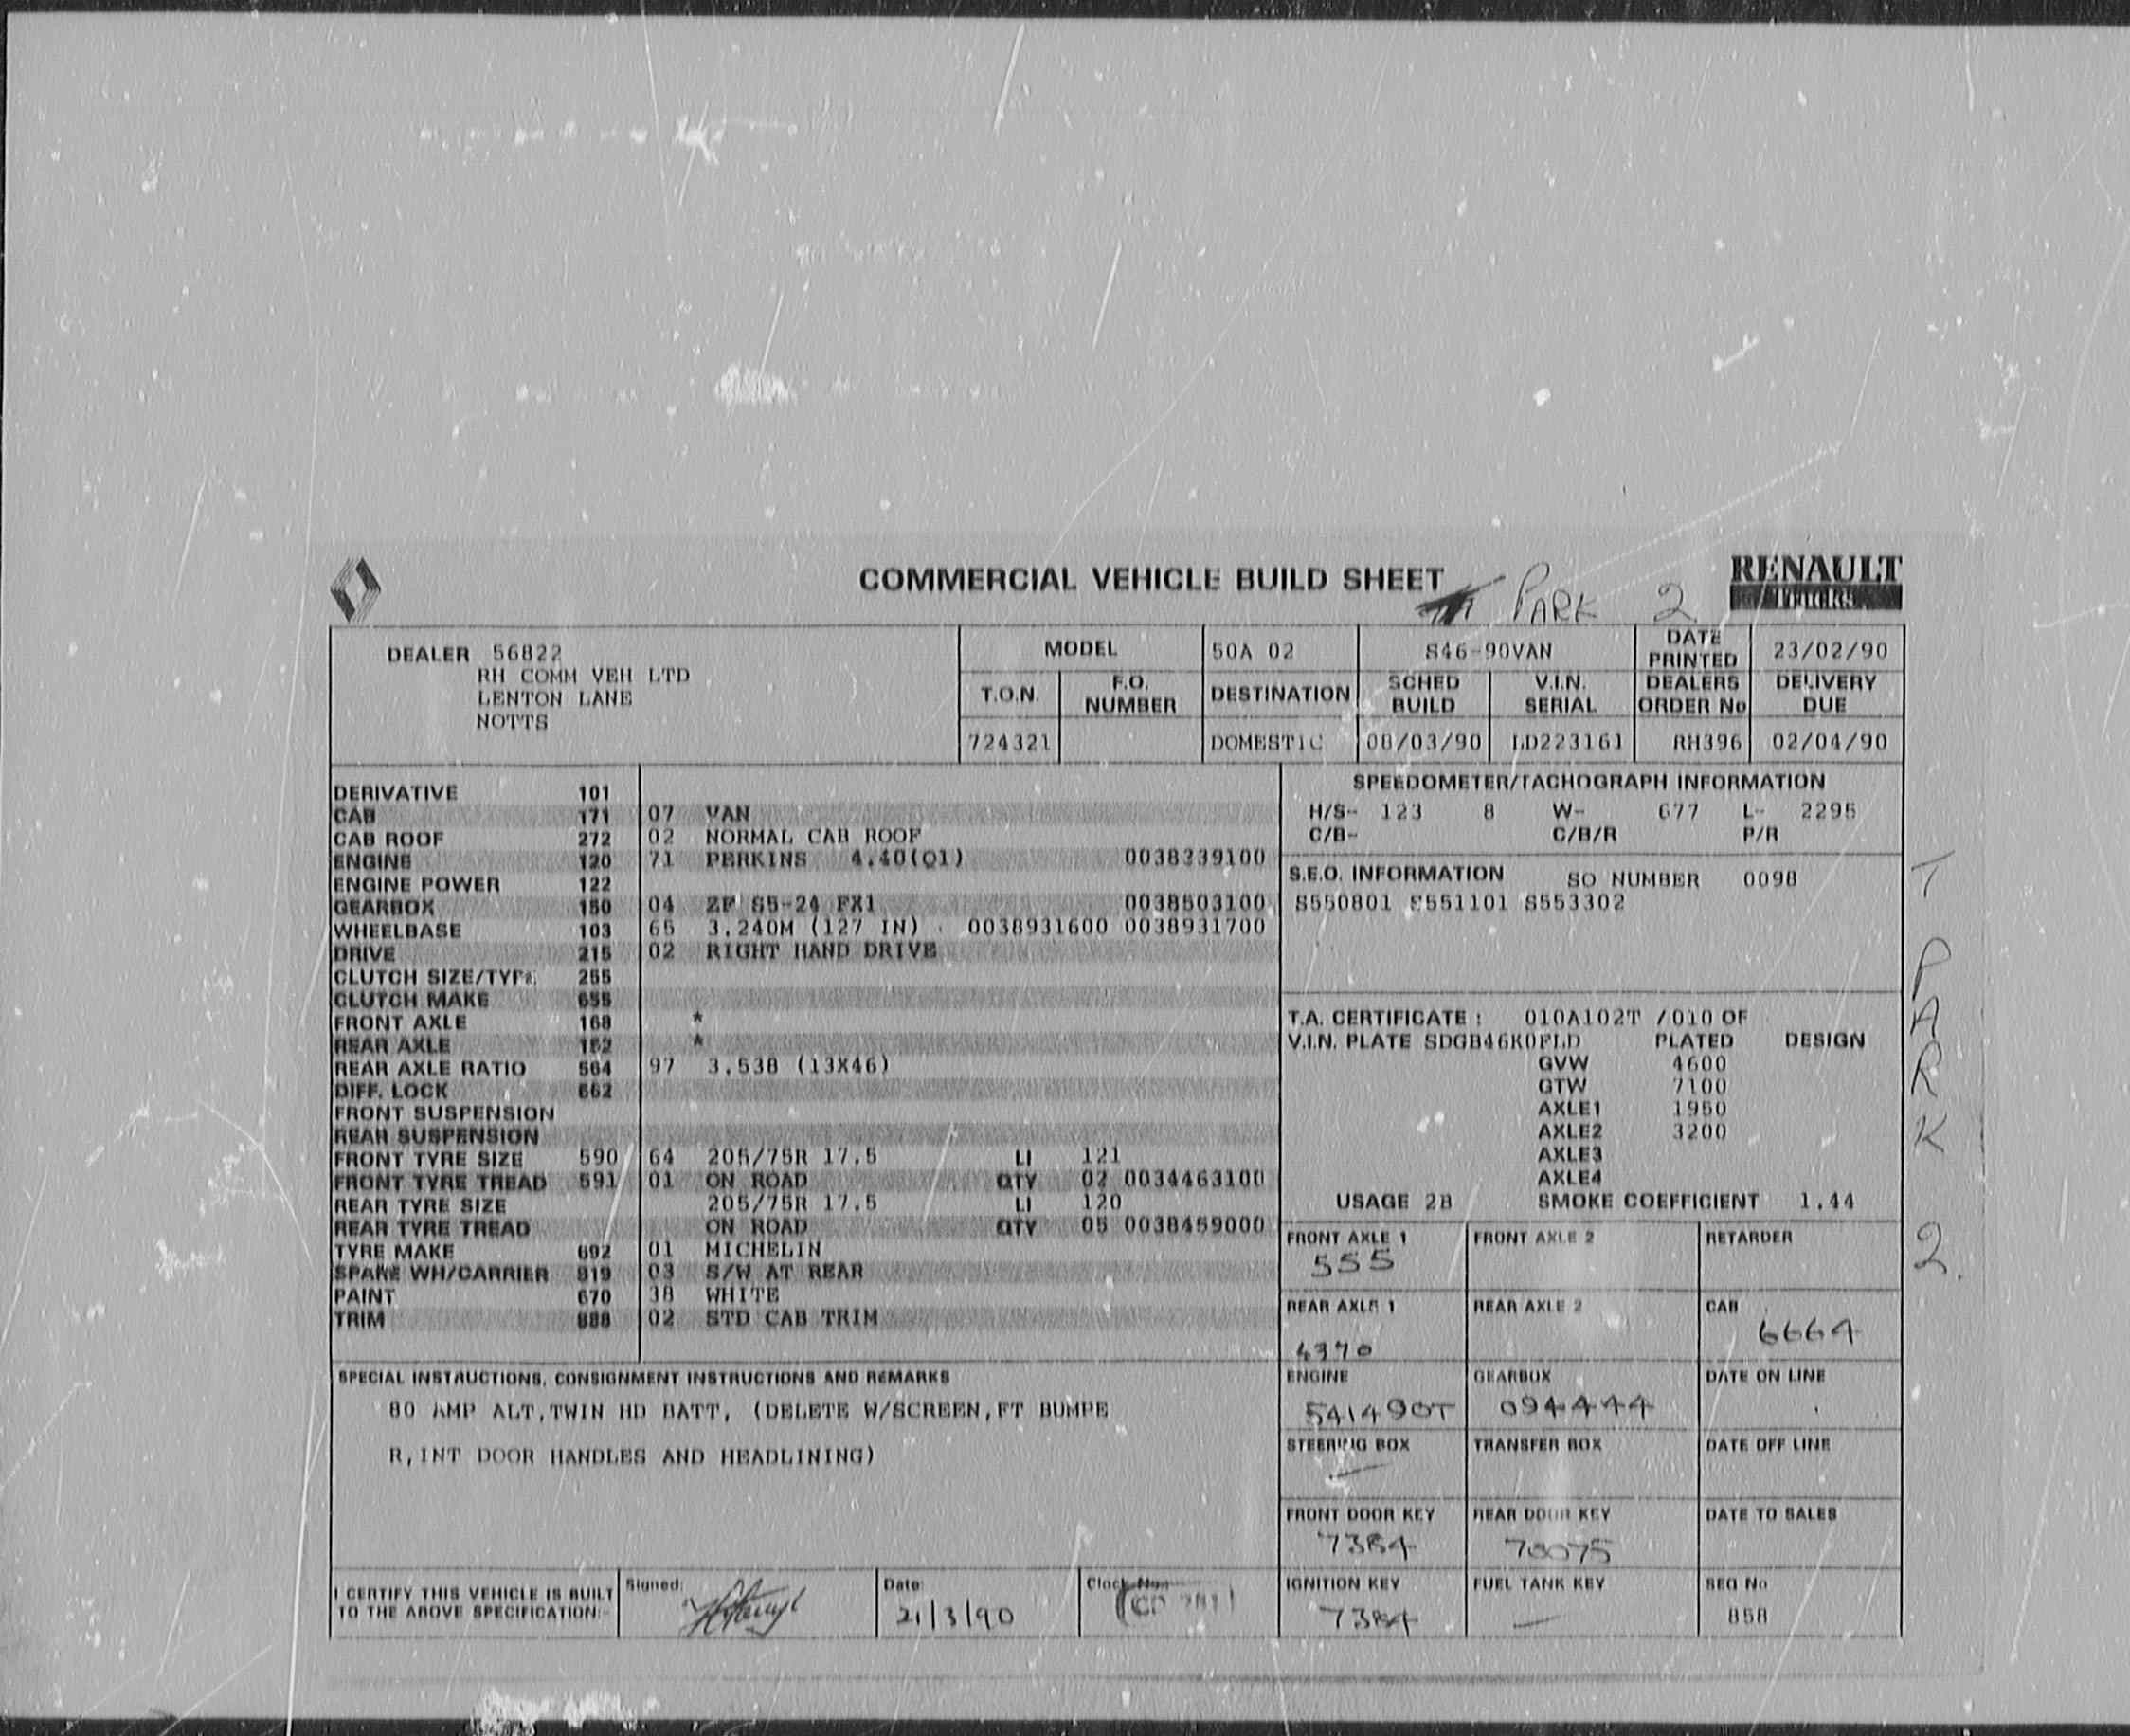 COMMERCIAL VEHICLE BUILD SHEET PARK 2 RENAULT
DEALER 56822
RH COMM VEH LTD
LENTON LANE
NOTTS
MODEL 50A 02 S46-90VAN DATE PRINTED 23/02/90
T.O.N. F.O. NUMBER DESTINATION SCHED BUILD V.I.N. SERIAL DEALERS ORDER No DELIVERY DUE
724321 DOMESTIC 08/03/90 LD223161 RH396 02/04/90
DERIVATIVE 101
CAB 171 07 VAN
CAB ROOF 272 02 NORMAL CAB ROOF
ENGINE 120 71 PERKINS 4.40(Q1) 0038239100
ENGINE POWER 122
GEARBOX 150 04 ZF S5-24 FX1 0038503100
WHEELBASE 103 65 3.240M (127 IN) 0038931600 0038931700
DRIVE 215 02 RIGHT HAND DRIVE
CLUTCH SIZE/TYPE 255
CLUTCH MAKE 655
FRONT AXLE 168 *
REAR AXLE 182 *
REAR AXLE RATIO 564 97 3.538 (13X46)
DIFF. LOCK 662
FRONT SUSPENSION
REAR SUSPENSION
FRONT TYRE SIZE 590 64 205/75R 17.5 LI 121
FRONT TYRE TREAD 591 01 ON ROAD QTY 02 0034463100
REAR TYRE SIZE 205/75R 17.5 LI 120
REAR TYRE TREAD ON ROAD QTY 05 0038459000
TYRE MAKE 692 01 MICHELIN
SPARE WH/CARRIER 819 03 S/W AT REAR
PAINT 670 38 WHITE
TRIM 888 02 STD CAB TRIM
SPEEDOMETER/TACHOGRAPH INFORMATION
H/S- 123 8 W- 677 L- 2295
C/B- C/B/R P/R
S.E.O. INFORMATION SO NUMBER 0098
S550801 S551101 S553302
T.A. CERTIFICATE : 010A102T /010 OF
V.I.N. PLATE SDGB46K0FLD PLATED DESIGN
GVW 4600
GTW 7100
AXLE1 1950
AXLE2 3200
AXLE3
AXLE4
USAGE 2B SMOKE COEFFICIENT 1.44
FRONT AXLE 1 FRONT AXLE 2 RETARDER
555
REAR AXLE 1 REAR AXLE 2 CAB
4370 6664
ENGINE GEARBOX DATE ON LINE
541490T 094444
STEERING BOX TRANSFER BOX DATE OFF LINE
FRONT DOOR KEY REAR DOOR KEY DATE TO SALES
7384 70075
IGNITION KEY FUEL TANK KEY SEQ No
7384 858
SPECIAL INSTRUCTIONS, CONSIGNMENT INSTRUCTIONS AND REMARKS
80 AMP ALT,TWIN HD BATT, (DELETE W/SCREEN,FT BUMPE
R,INT DOOR HANDLES AND HEADLINING)
I CERTIFY THIS VEHICLE IS BUILT
TO THE ABOVE SPECIFICATION:-
Signed:
Date:
21/3/90
Clock
T PARK 2.